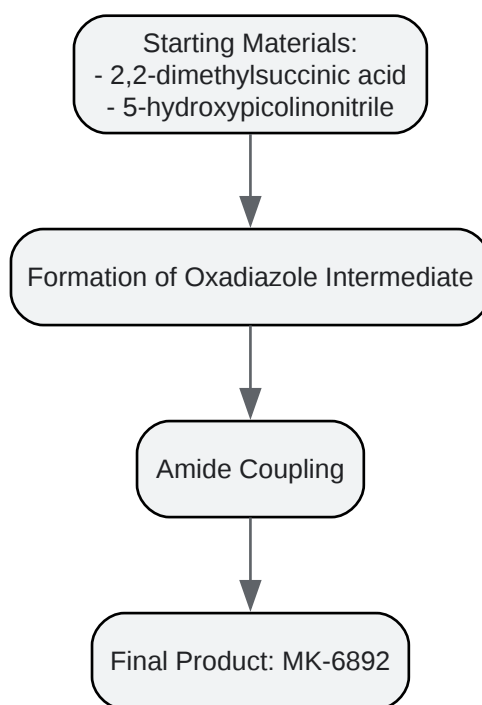 Starting Materials:
- 2,2-dimethylsuccinic acid
- 5-hydroxypicolinonitrile
Formation of Oxadiazole Intermediate
Amide Coupling
Final Product: MK-6892